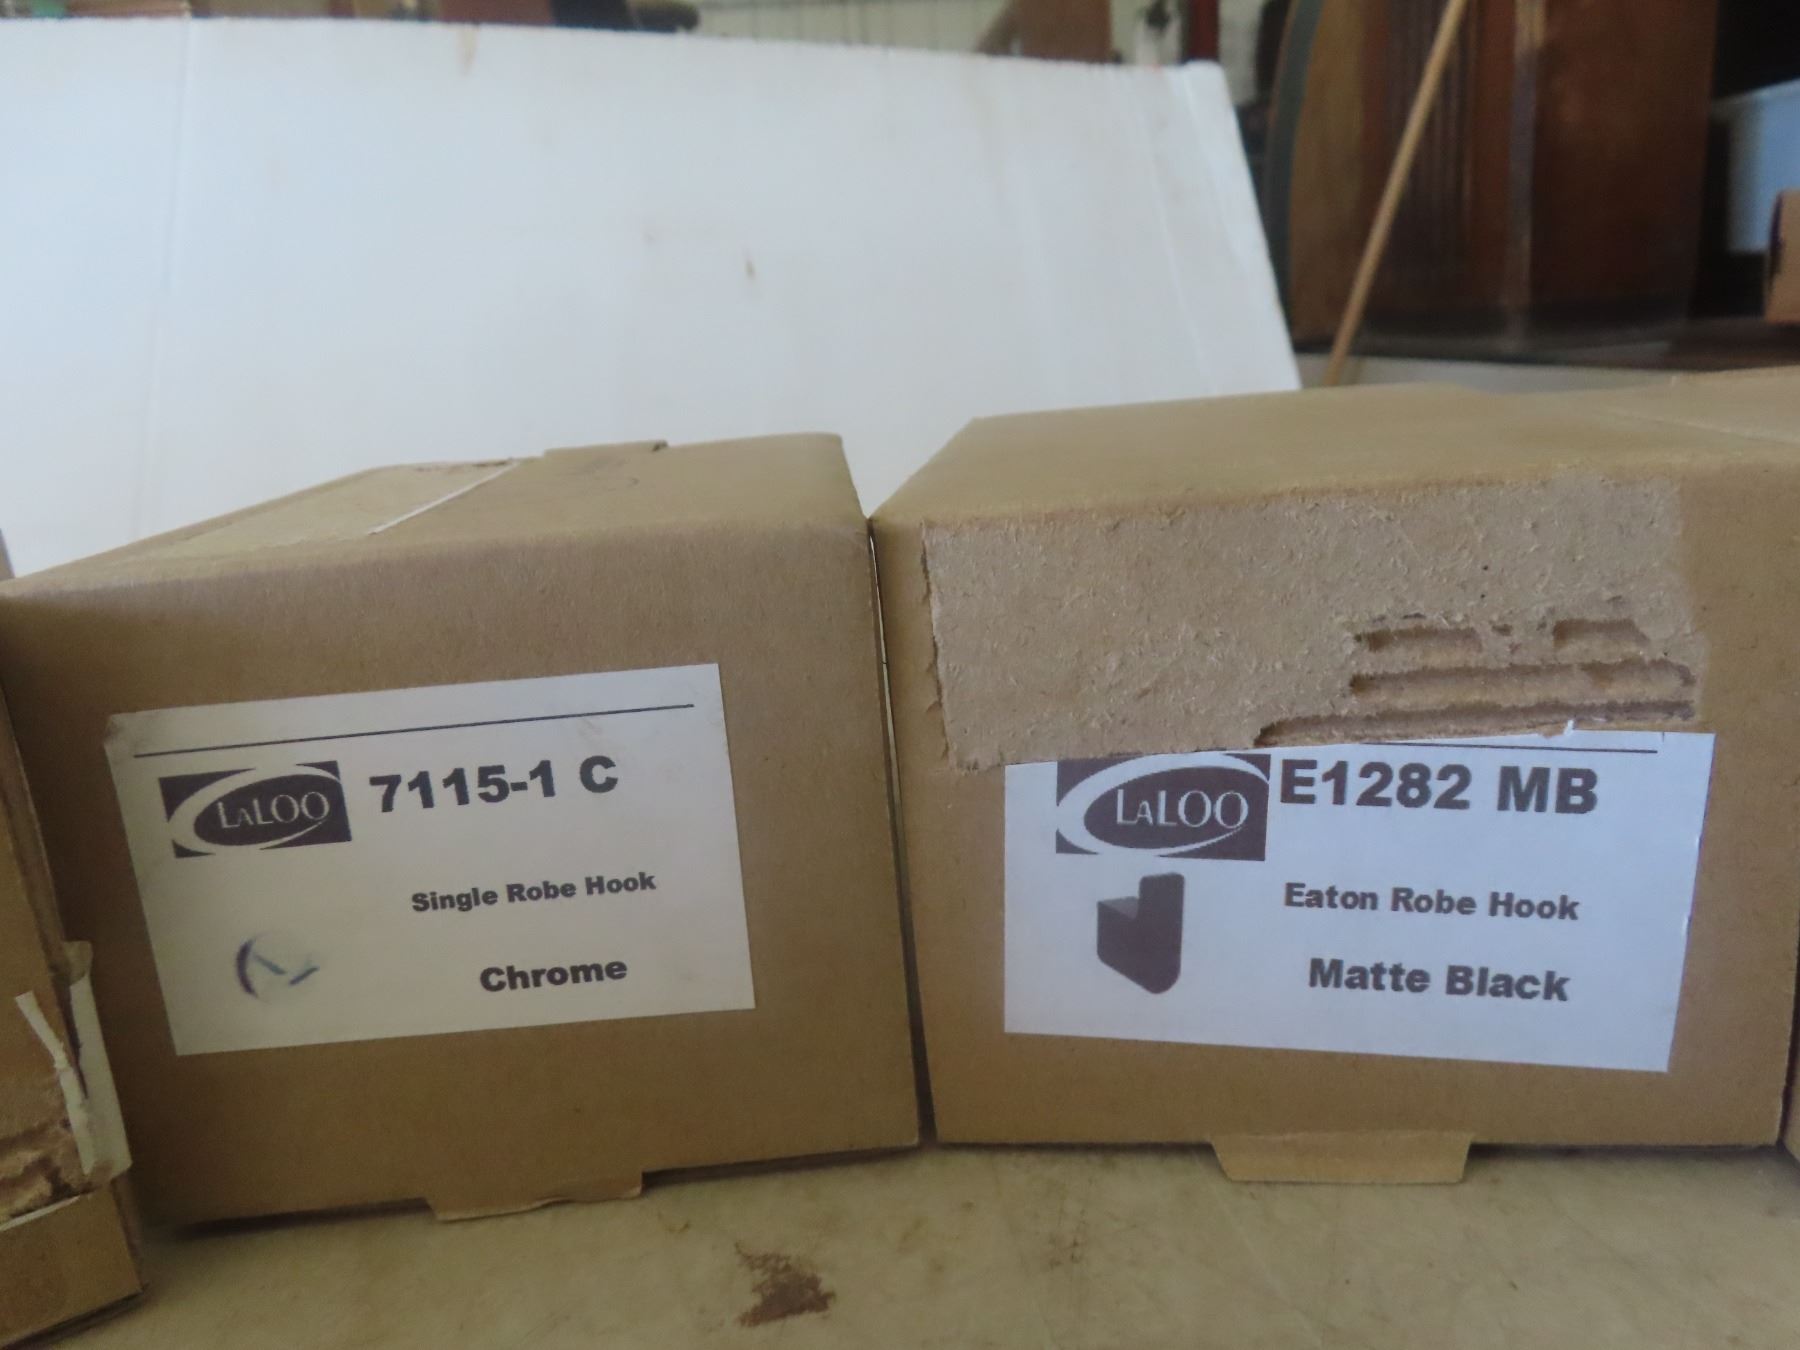 LALOO 7115-1 C
Single Robe Hook
Chrome
LALOO E1282 MB
Eaton Robe Hook
Matte Black